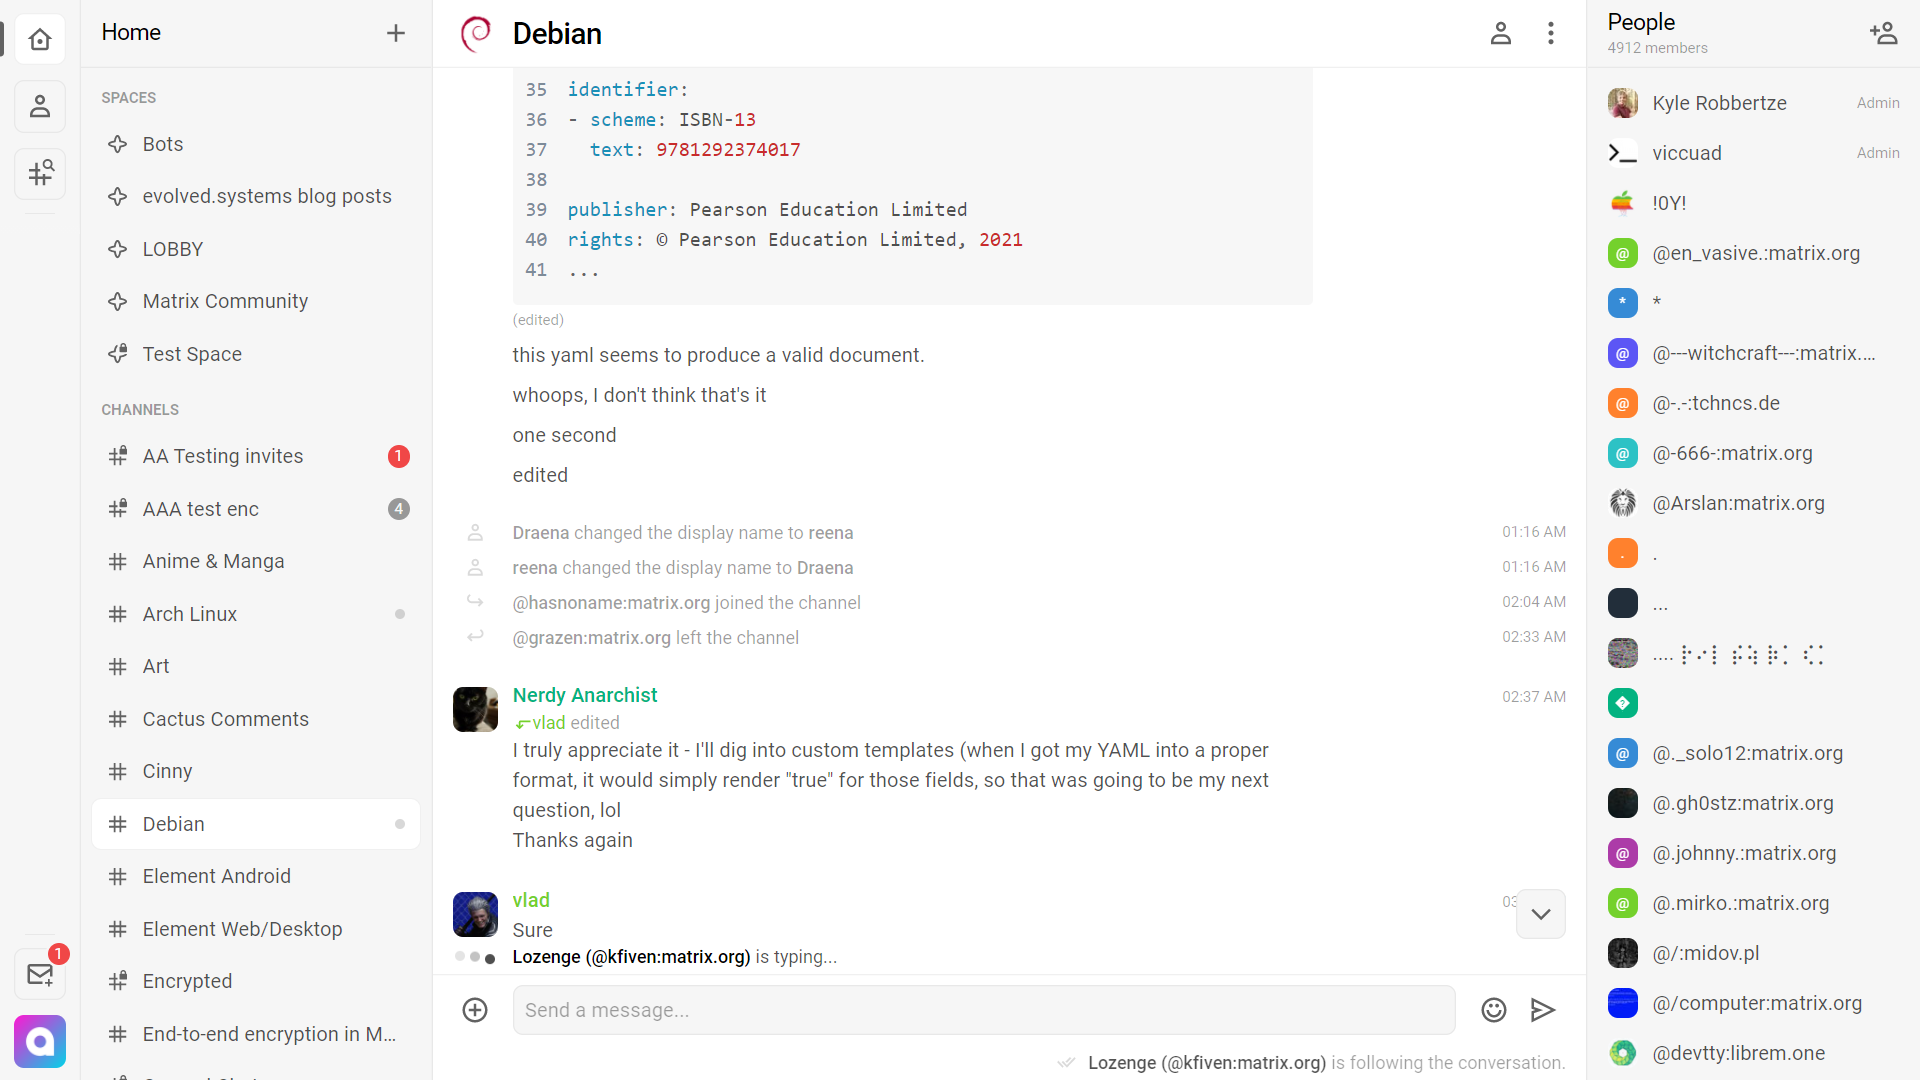 Home
SPACES
Bots
evolved.systems blog posts
LOBBY
Matrix Community
Test Space
CHANNELS
AA Testing invites 1
AAA test enc 4
Anime & Manga
Arch Linux
Art
Cactus Comments
Cinny
Debian
Element Android
Element Web/Desktop
Encrypted
End-to-end encryption in M...
1
Debian
35 identifier:
36 - scheme: ISBN-13
37 text: 9781292374017
38
39 publisher: Pearson Education Limited
40 rights: © Pearson Education Limited, 2021
41 ...
(edited)
this yaml seems to produce a valid document.
whoops, I don't think that's it
one second
edited
Draena changed the display name to reena 01:16 AM
reena changed the display name to Draena 01:16 AM
@hasnoname:matrix.org joined the channel 02:04 AM
@grazen:matrix.org left the channel 02:33 AM
Nerdy Anarchist 02:37 AM
vlad edited
I truly appreciate it - I'll dig into custom templates (when I got my YAML into a proper
format, it would simply render "true" for those fields, so that was going to be my next
question, lol
Thanks again
vlad
Sure
Lozenge (@kfiven:matrix.org) is typing...
Send a message...
Lozenge (@kfiven:matrix.org) is following the conversation.
People
4912 members
Kyle Robbertze Admin
viccuad Admin
!0Y!
@ @en_vasive.:matrix.org
* *
@ @---witchcraft---:matrix....
@ @-.-:tchncs.de
@ @-666-:matrix.org
@Arslan:matrix.org
. .
...
....
@ @._solo12:matrix.org
@.gh0stz:matrix.org
@ @.johnny.:matrix.org
@ @.mirko.:matrix.org
@/:midov.pl
@/computer:matrix.org
@devtty:librem.one